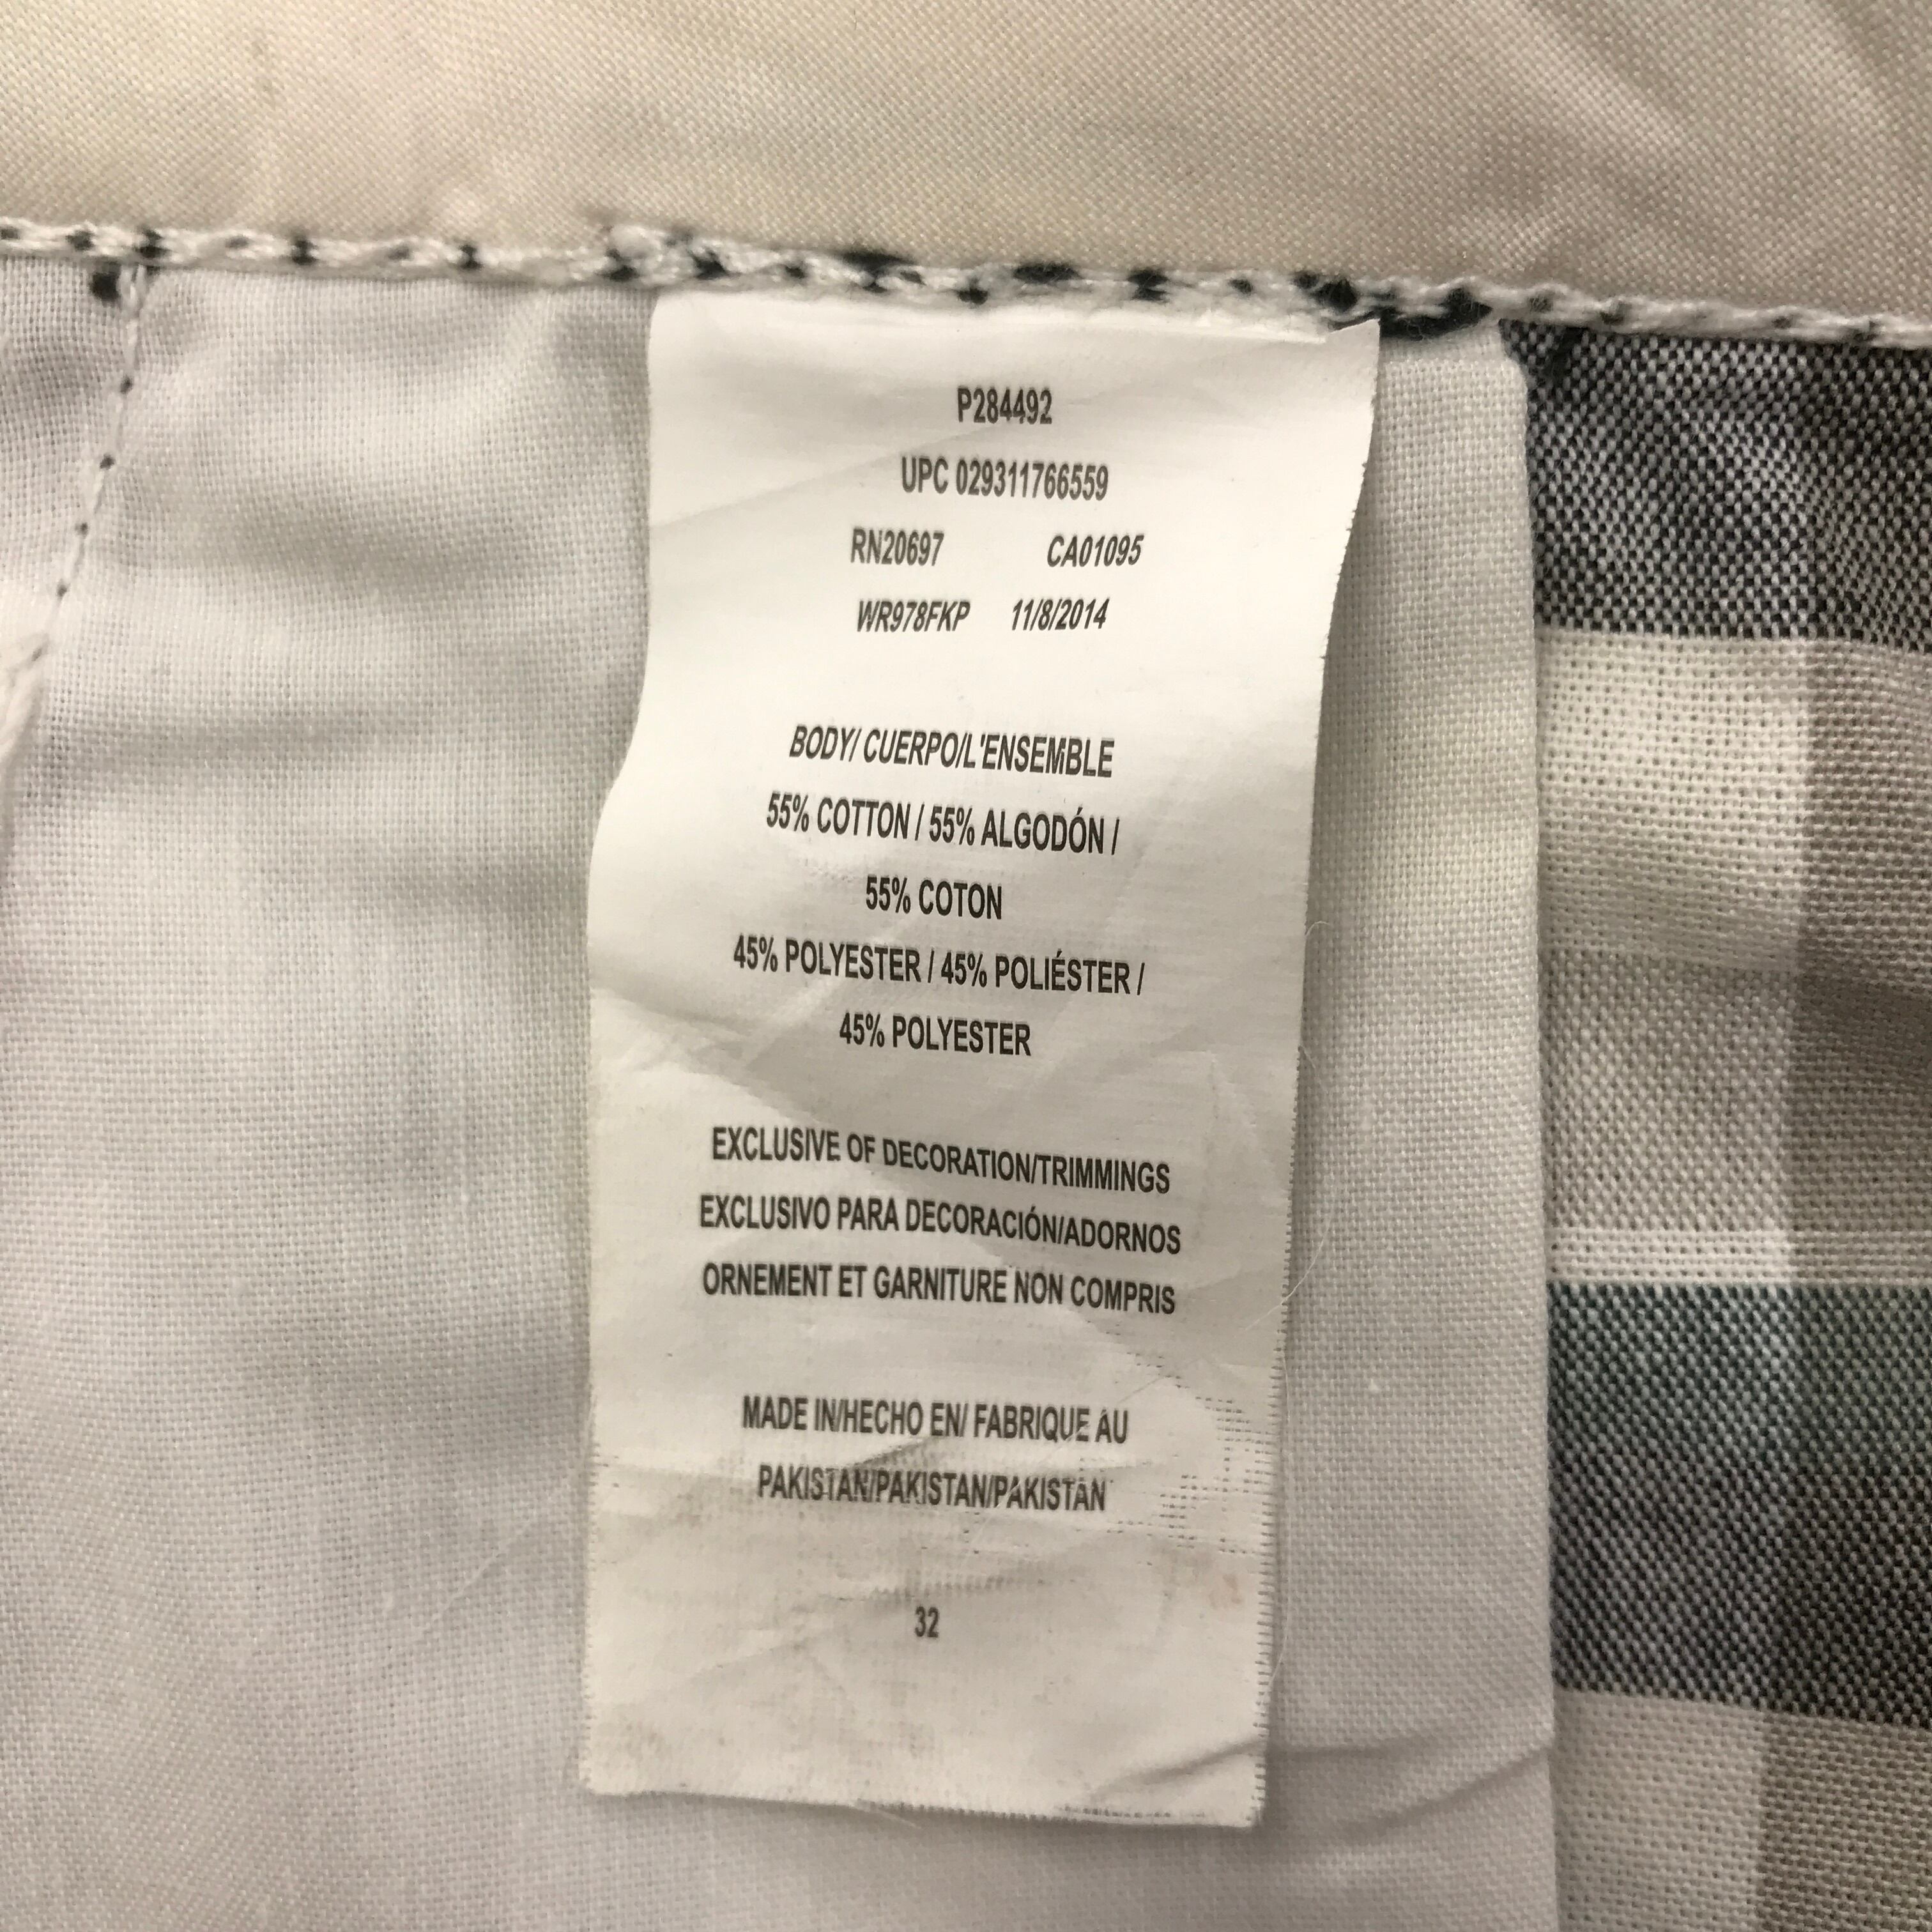 P284492
UPC 029311766559
RN20697 CA01095
WR978FKP 11/8/2014
BODY/ CUERPO/L'ENSEMBLE
55% COTTON / 55% ALGODÓN /
55% COTON
45% POLYESTER / 45% POLIÉSTER /
45% POLYESTER
EXCLUSIVE OF DECORATION/TRIMMINGS
EXCLUSIVO PARA DECORACIÓN/ADORNOS
ORNEMENT ET GARNITURE NON COMPRIS
MADE IN/HECHO EN/ FABRIQUE AU
PAKISTAN/PAKISTAN/PAKISTAN
32